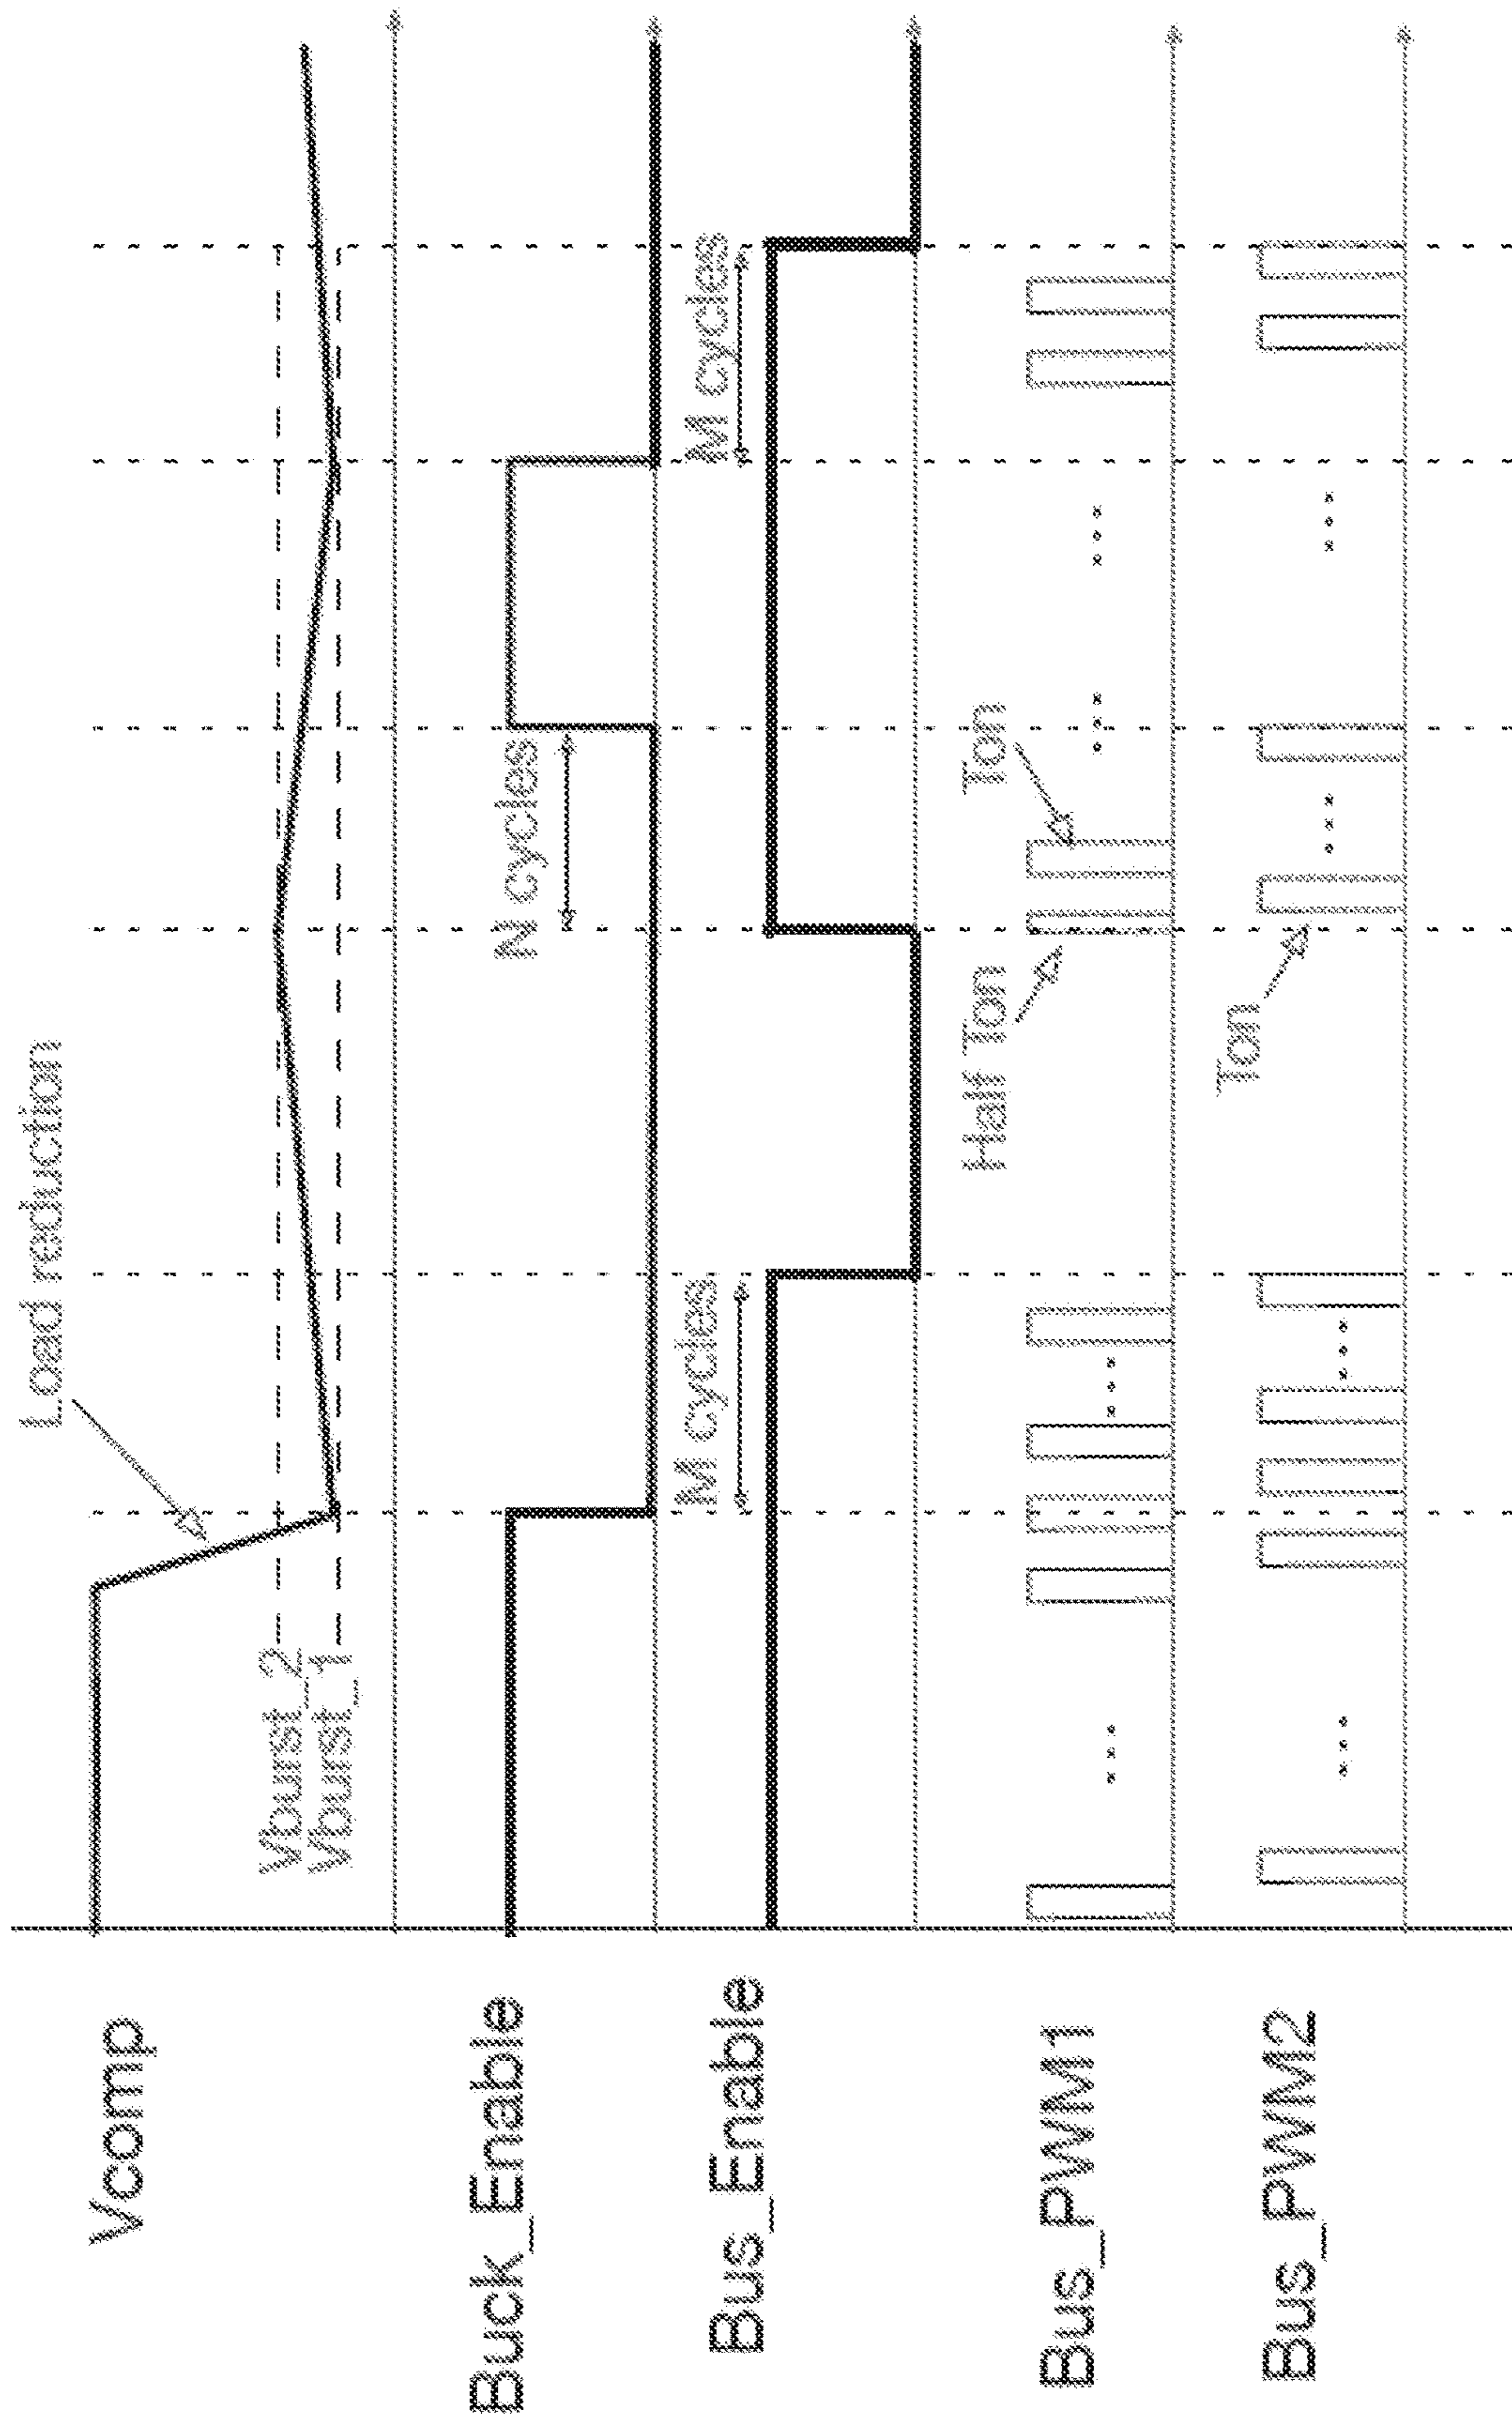 Load reduction
Vcomp
Vburst_2
Vburst_1
N cycles
Buck_Enable
M cycles
M cycles
Bus_Enable
Half Ton
Ton
Bus_PWM1
Ton
Bus_PWM2